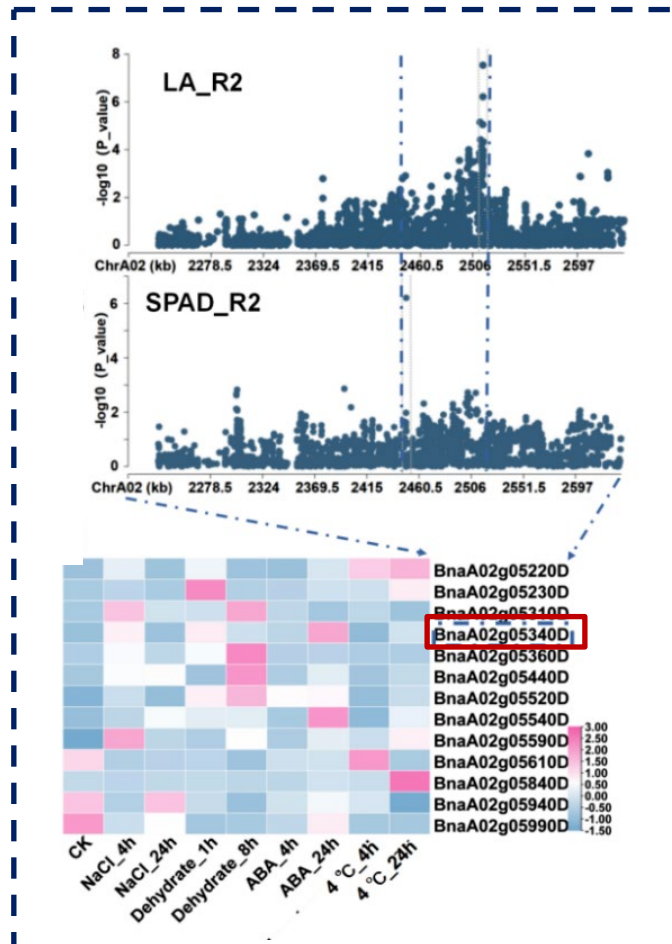 8
LA_R2
6
4
2
0
-log10 (P_value)
ChrA02 (kb) 2278.5 2324 2369.5 2415 2460.5 2506 2551.5 2597
6
SPAD_R2
4
2
0
-log10 (P_value)
ChrA02 (kb) 2278.5 2324 2369.5 2415 2460.5 2506 2551.5 2597
BnaA02g05220D
BnaA02g05230D
BnaA02g05310D
BnaA02g05340D
BnaA02g05360D
BnaA02g05440D
BnaA02g05520D
BnaA02g05540D
BnaA02g05590D
BnaA02g05610D
BnaA02g05840D
BnaA02g05940D
BnaA02g05990D
3.00
2.50
2.00
1.50
1.00
0.50
0.00
-0.50
-1.00
-1.50
CK NaCl_4h NaCl_24h Dehydrate_1h Dehydrate_8h ABA_4h ABA_24h 4 °C_4h 4 °C_24h